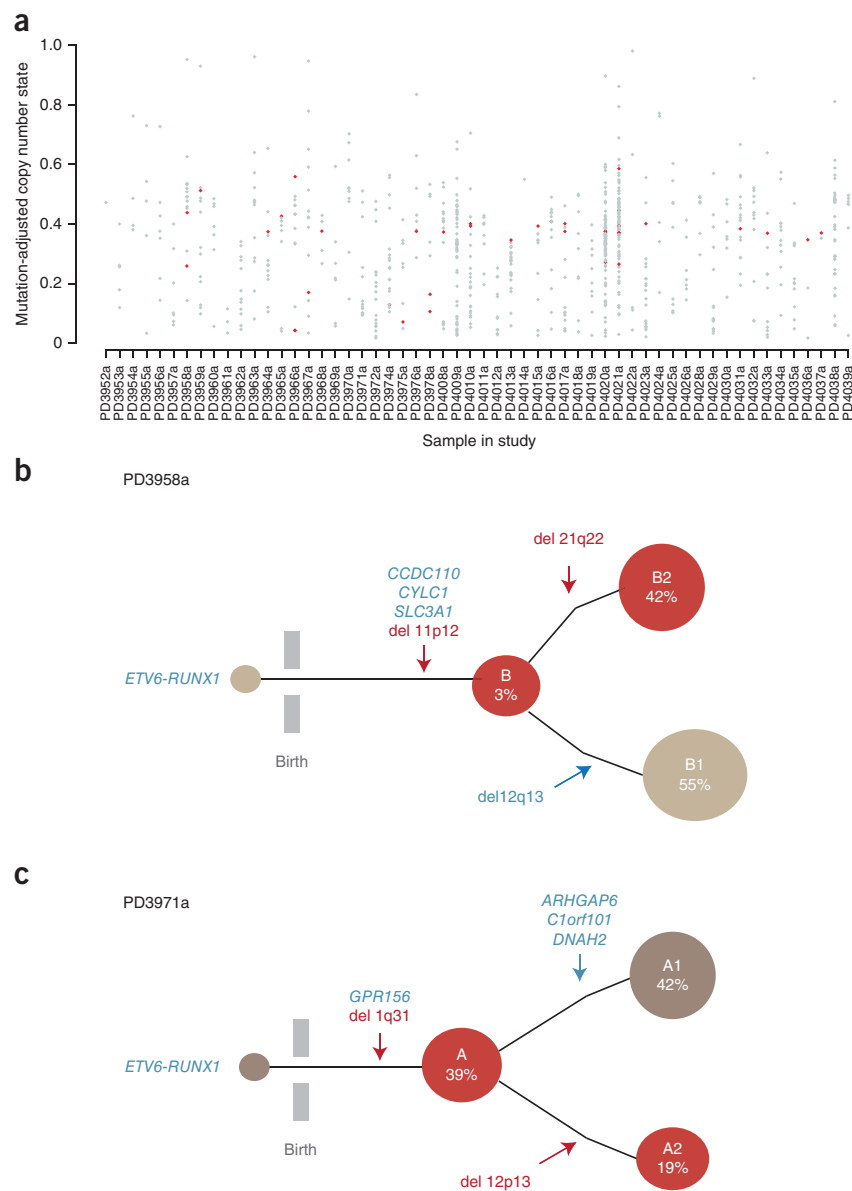 a
1.0
0.8
0.6
0.4
0.2
0
Mutation-adjusted copy number state
PD3952a
PD3953a
PD3954a
PD3955a
PD3956a
PD3957a
PD3958a
PD3959a
PD3960a
PD3961a
PD3962a
PD3963a
PD3964a
PD3965a
PD3966a
PD3967a
PD3968a
PD3969a
PD3970a
PD3971a
PD3972a
PD3974a
PD3975a
PD3976a
PD3978a
PD4008a
PD4009a
PD4010a
PD4011a
PD4012a
PD4013a
PD4014a
PD4015a
PD4016a
PD4017a
PD4018a
PD4019a
PD4020a
PD4021a
PD4022a
PD4023a
PD4024a
PD4025a
PD4026a
PD4028a
PD4029a
PD4030a
PD4031a
PD4032a
PD4033a
PD4034a
PD4035a
PD4036a
PD4037a
PD4038a
PD4039a
Sample in study
b
PD3958a
del 21q22
CCDC110
CYLC1
SLC3A1
del 11p12
B2
42%
ETV6-RUNX1
B
3%
Birth
B1
55%
del12q13
c
PD3971a
ARHGAP6
C1orf101
DNAH2
A1
42%
GPR156
del 1q31
ETV6-RUNX1
A
39%
Birth
A2
19%
del 12p13